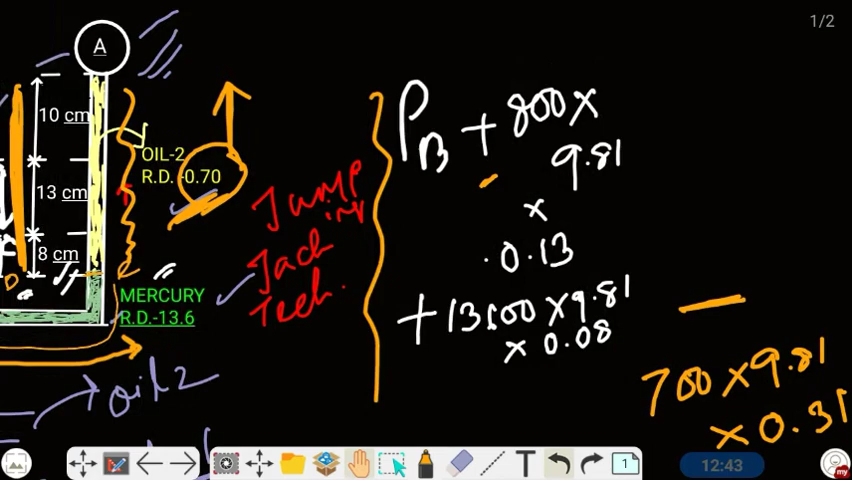 1/2
A
10 cm
OIL-2
R.D.-0.70
13 cm
8 cm
MERCURY
R.D.-13.6
Jump
ing
Jack
Tech.
P_B + 800 x
9.81
x
0.13
+ 13600 x 9.81
x 0.08
— 700 x 9.81
x 0.31
oil 2
T
1
12:43